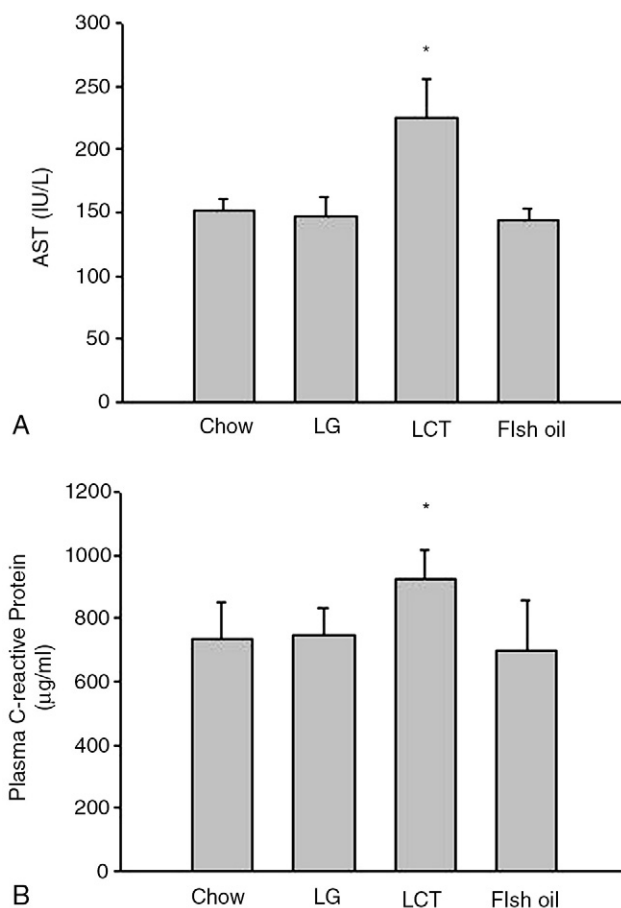 300
250
200
150
100
50
0
AST (IU/L)
*
Chow LG LCT FIsh oil
A
1200
1000
800
600
400
200
0
Plasma C-reactive Protein
(µg/ml)
*
Chow LG LCT FIsh oil
B